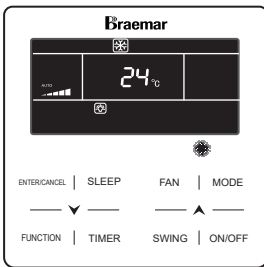 Braemar
AUTO
24 °C
ENTER/CANCEL SLEEP FAN MODE
FUNCTION TIMER SWING ON/OFF